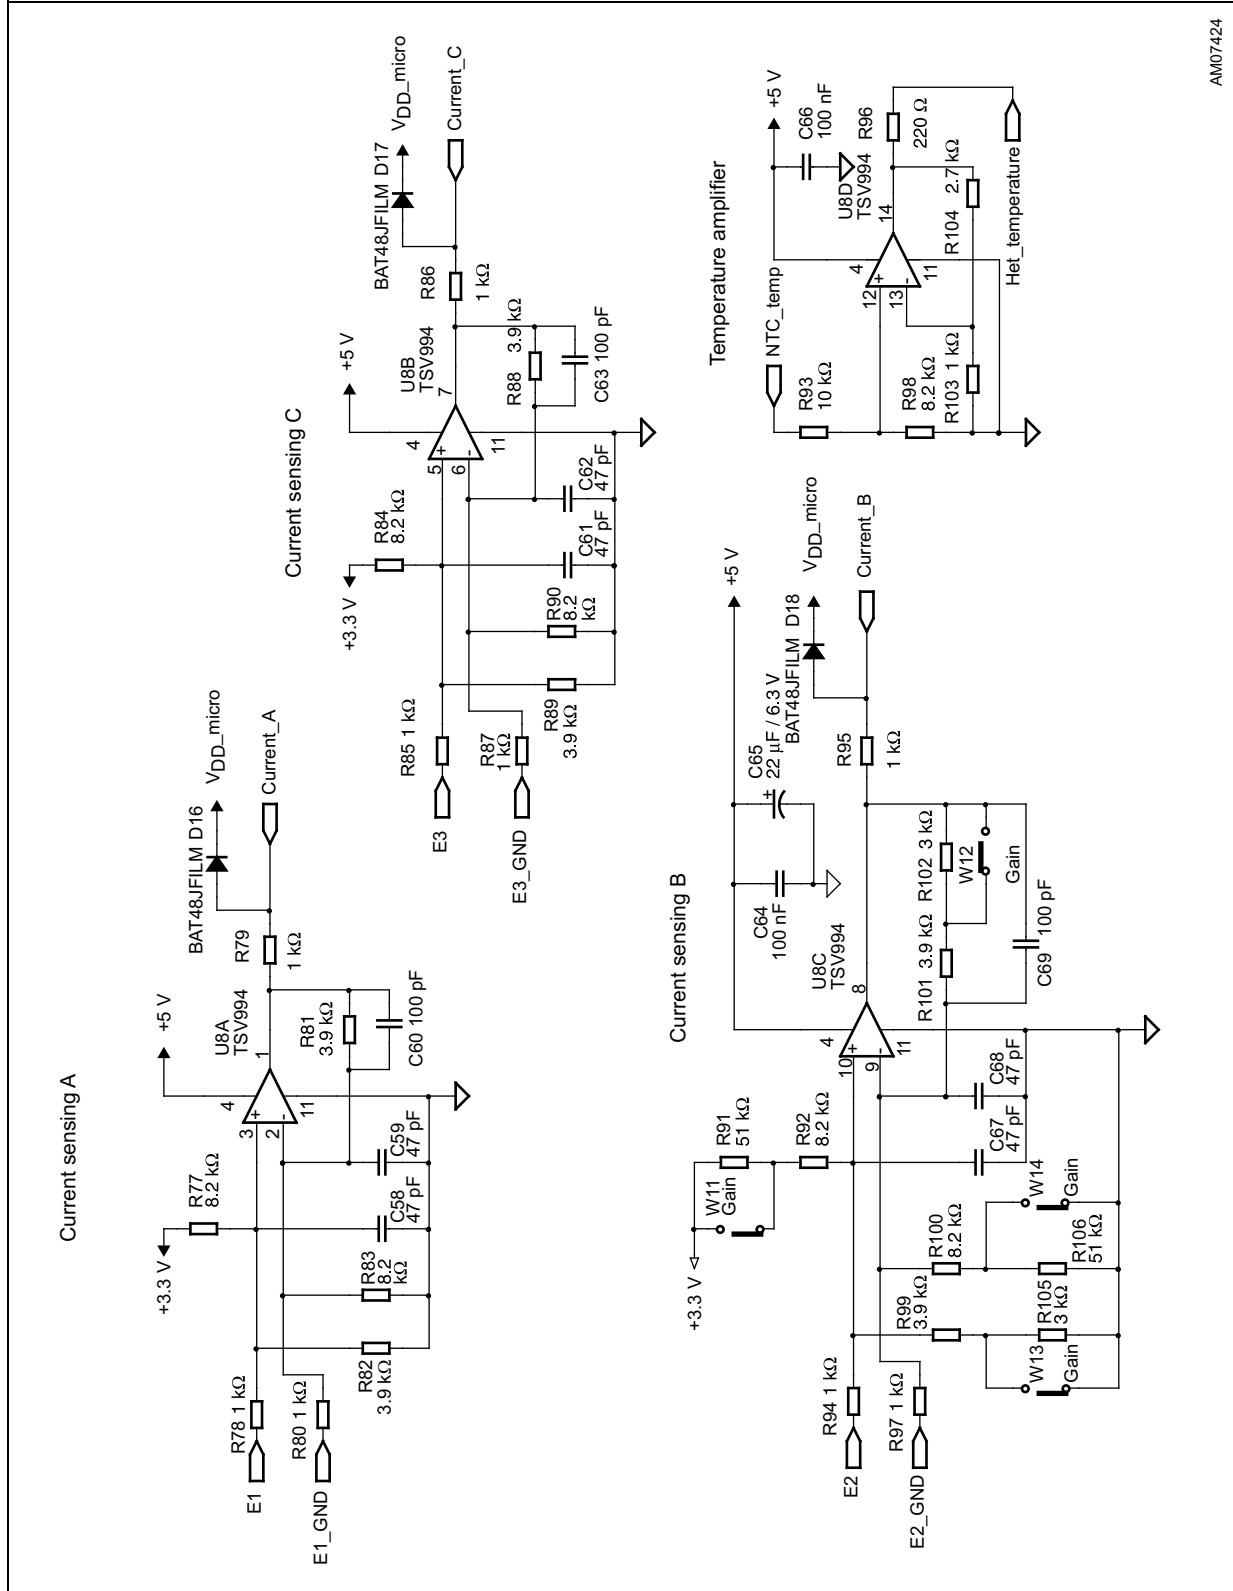 AM07424
Current sensing A
+3.3 V
R77
8.2 kΩ
+5 V
U8A
TSV994
4
3
+
2
-
11
1
R79
1 kΩ
BAT48JFILM D16
VDD_micro
Current_A
R81
3.9 kΩ
C60 100 pF
C59
47 pF
C58
47 pF
R83
8.2
kΩ
R82
3.9 kΩ
R78 1 kΩ
E1
R80 1 kΩ
E1_GND
Current sensing C
+3.3 V
R84
8.2 kΩ
+5 V
U8B
TSV994
4
5
+
6
-
11
7
R86
1 kΩ
BAT48JFILM D17
VDD_micro
Current_C
R88
3.9 kΩ
C63 100 pF
C62
47 pF
C61
47 pF
R90
8.2
kΩ
R89
3.9 kΩ
R85 1 kΩ
E3
R87
1 kΩ
E3_GND
Current sensing B
+3.3 V
W11
Gain
R91
51 kΩ
R92
8.2 kΩ
+5 V
C64
100 nF
C65
+
22 µF / 6.3 V
U8C
TSV994
4
10
+
9
-
11
8
R95
1 kΩ
BAT48JFILM D18
VDD_micro
Current_B
R101 3.9 kΩ
R102 3 kΩ
W12
Gain
C69
100 pF
C68
47 pF
C67
47 pF
W14
Gain
R100
8.2 kΩ
R106
51 kΩ
R99
3.9 kΩ
R105
3 kΩ
W13
Gain
R94 1 kΩ
E2
R97 1 kΩ
E2_GND
Temperature amplifier
NTC_temp
R93
10 kΩ
R98
8.2 kΩ
R103 1 kΩ
+5 V
C66
100 nF
U8D
TSV994
4
12
+
13
-
11
14
R96
220 Ω
R104
2.7 kΩ
Het_temperature